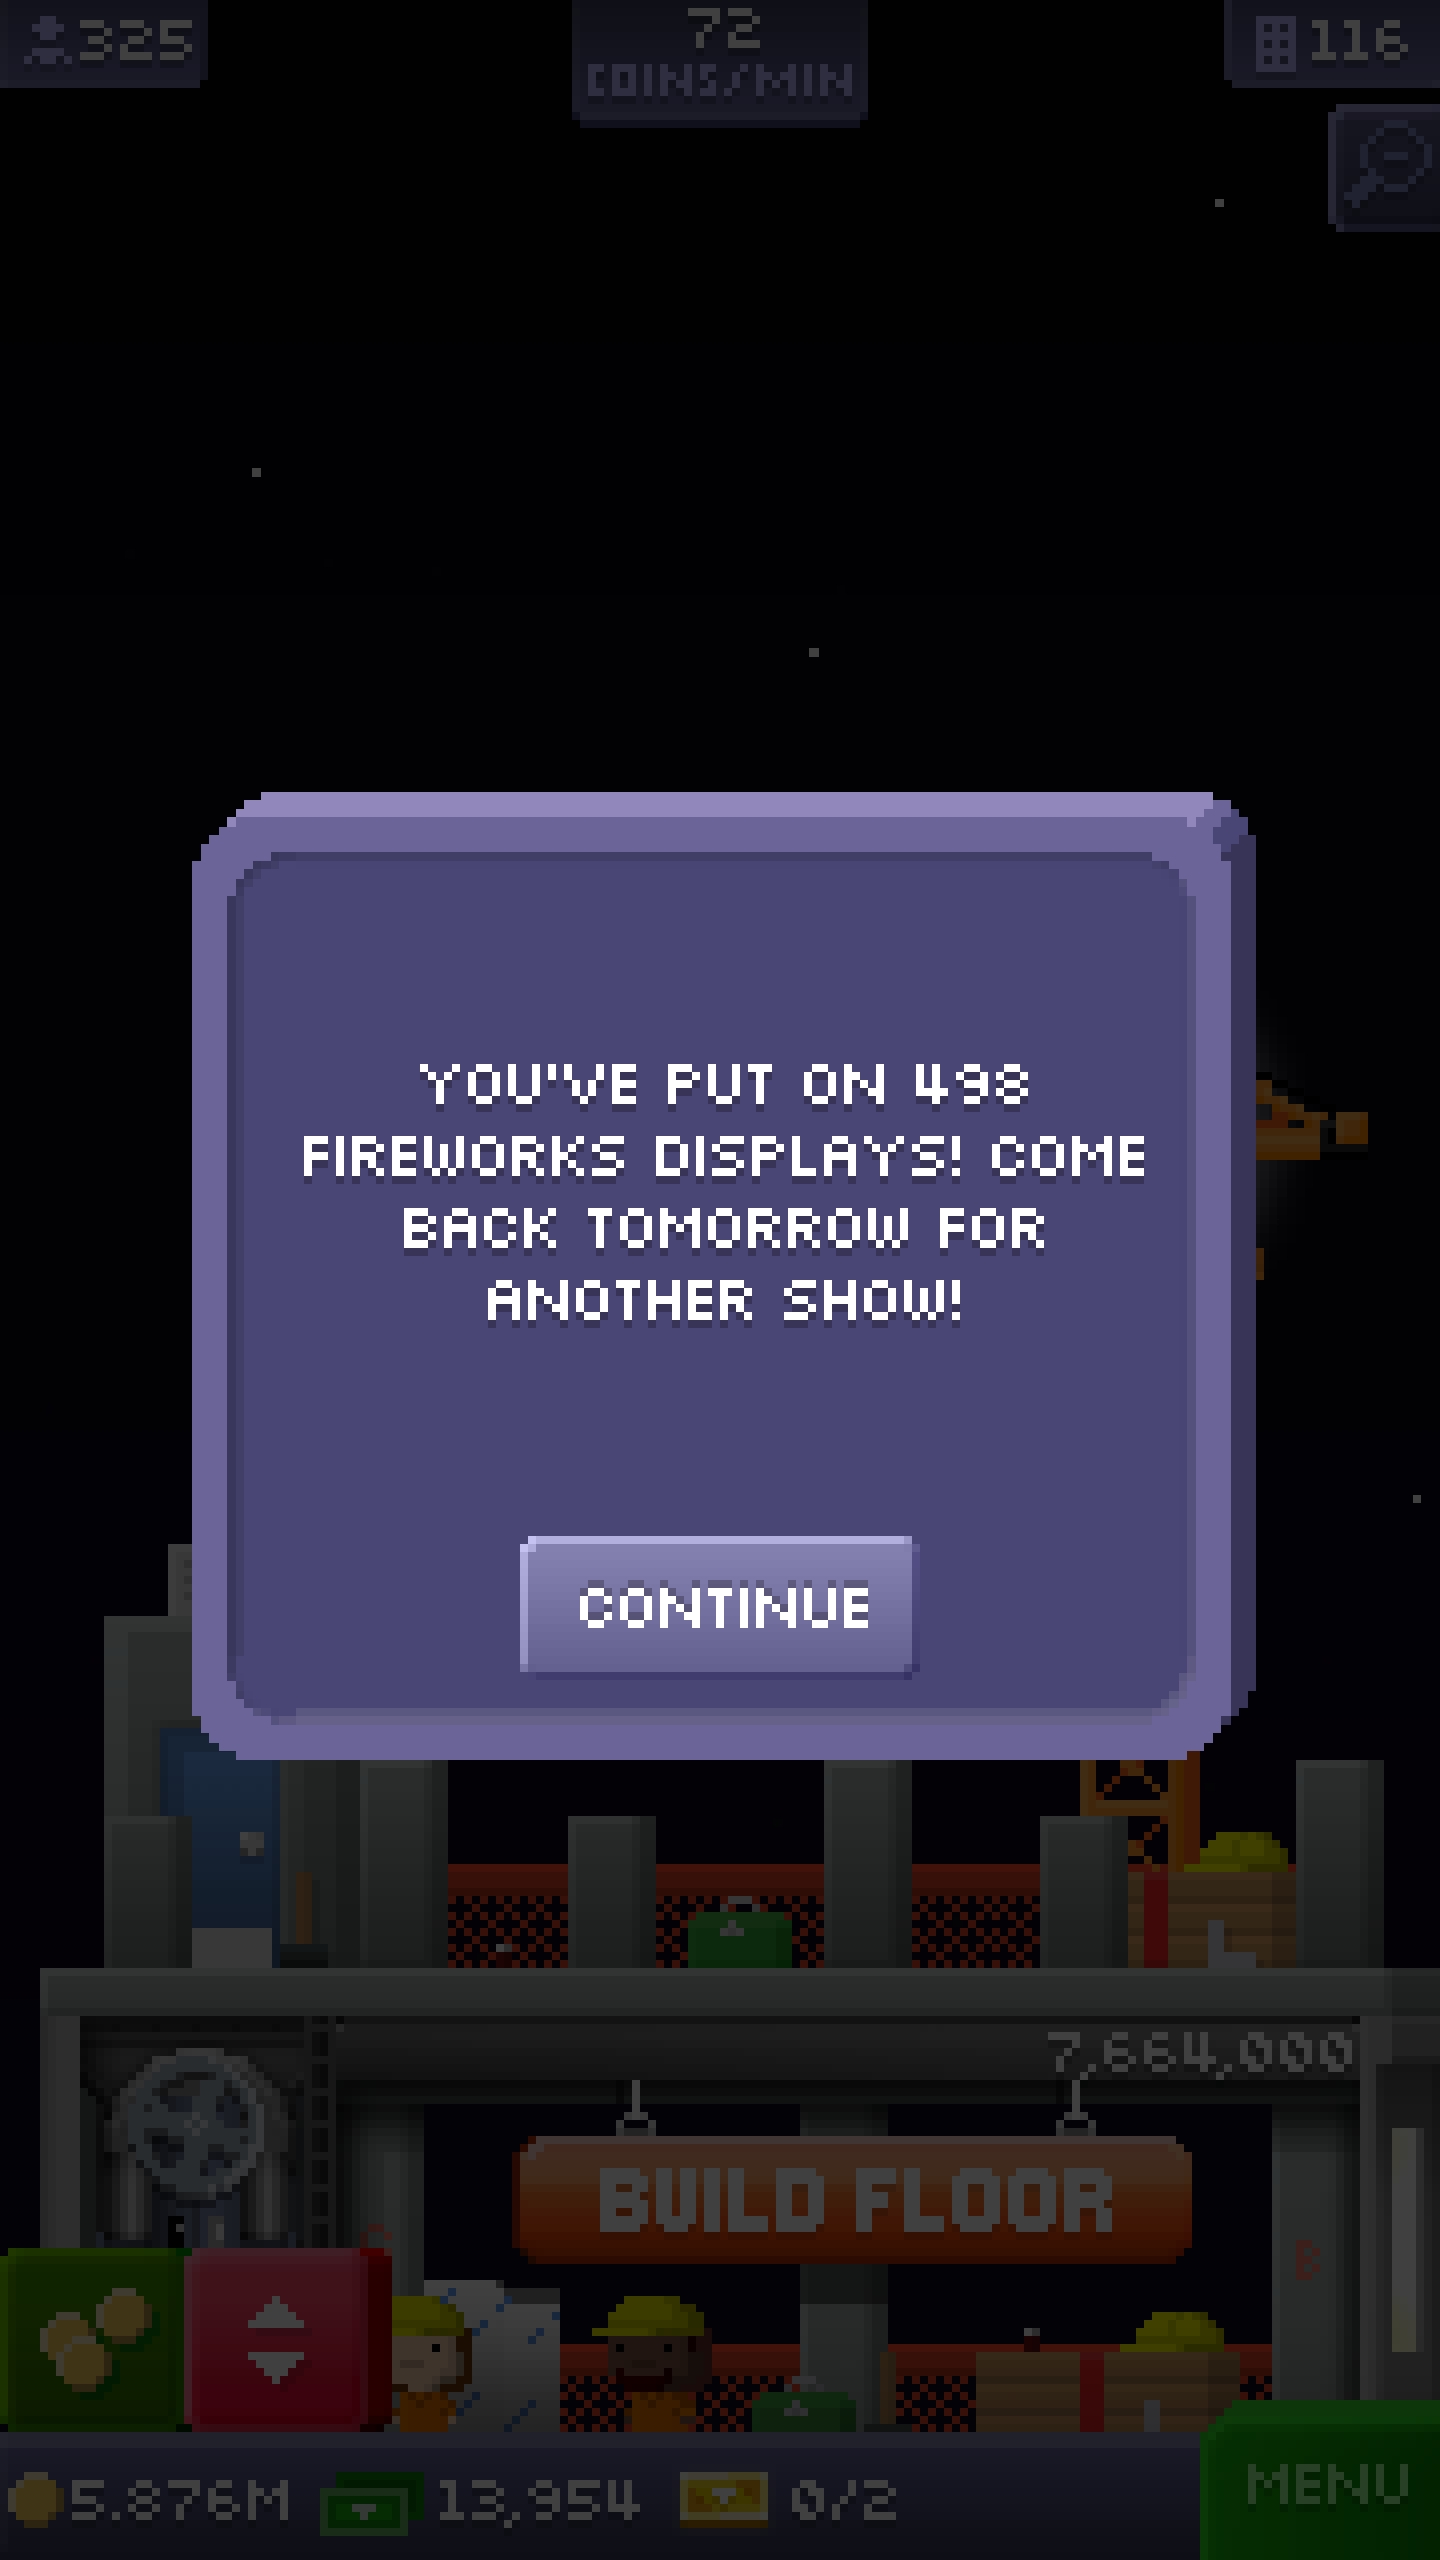 325
72
COINS/MIN
116
YOU'VE PUT ON 498
FIREWORKS DISPLAYS! COME
BACK TOMORROW FOR
ANOTHER SHOW!
CONTINUE
7,664,000
BUILD FLOOR
B
5.876M
13,954
0/2
MENU